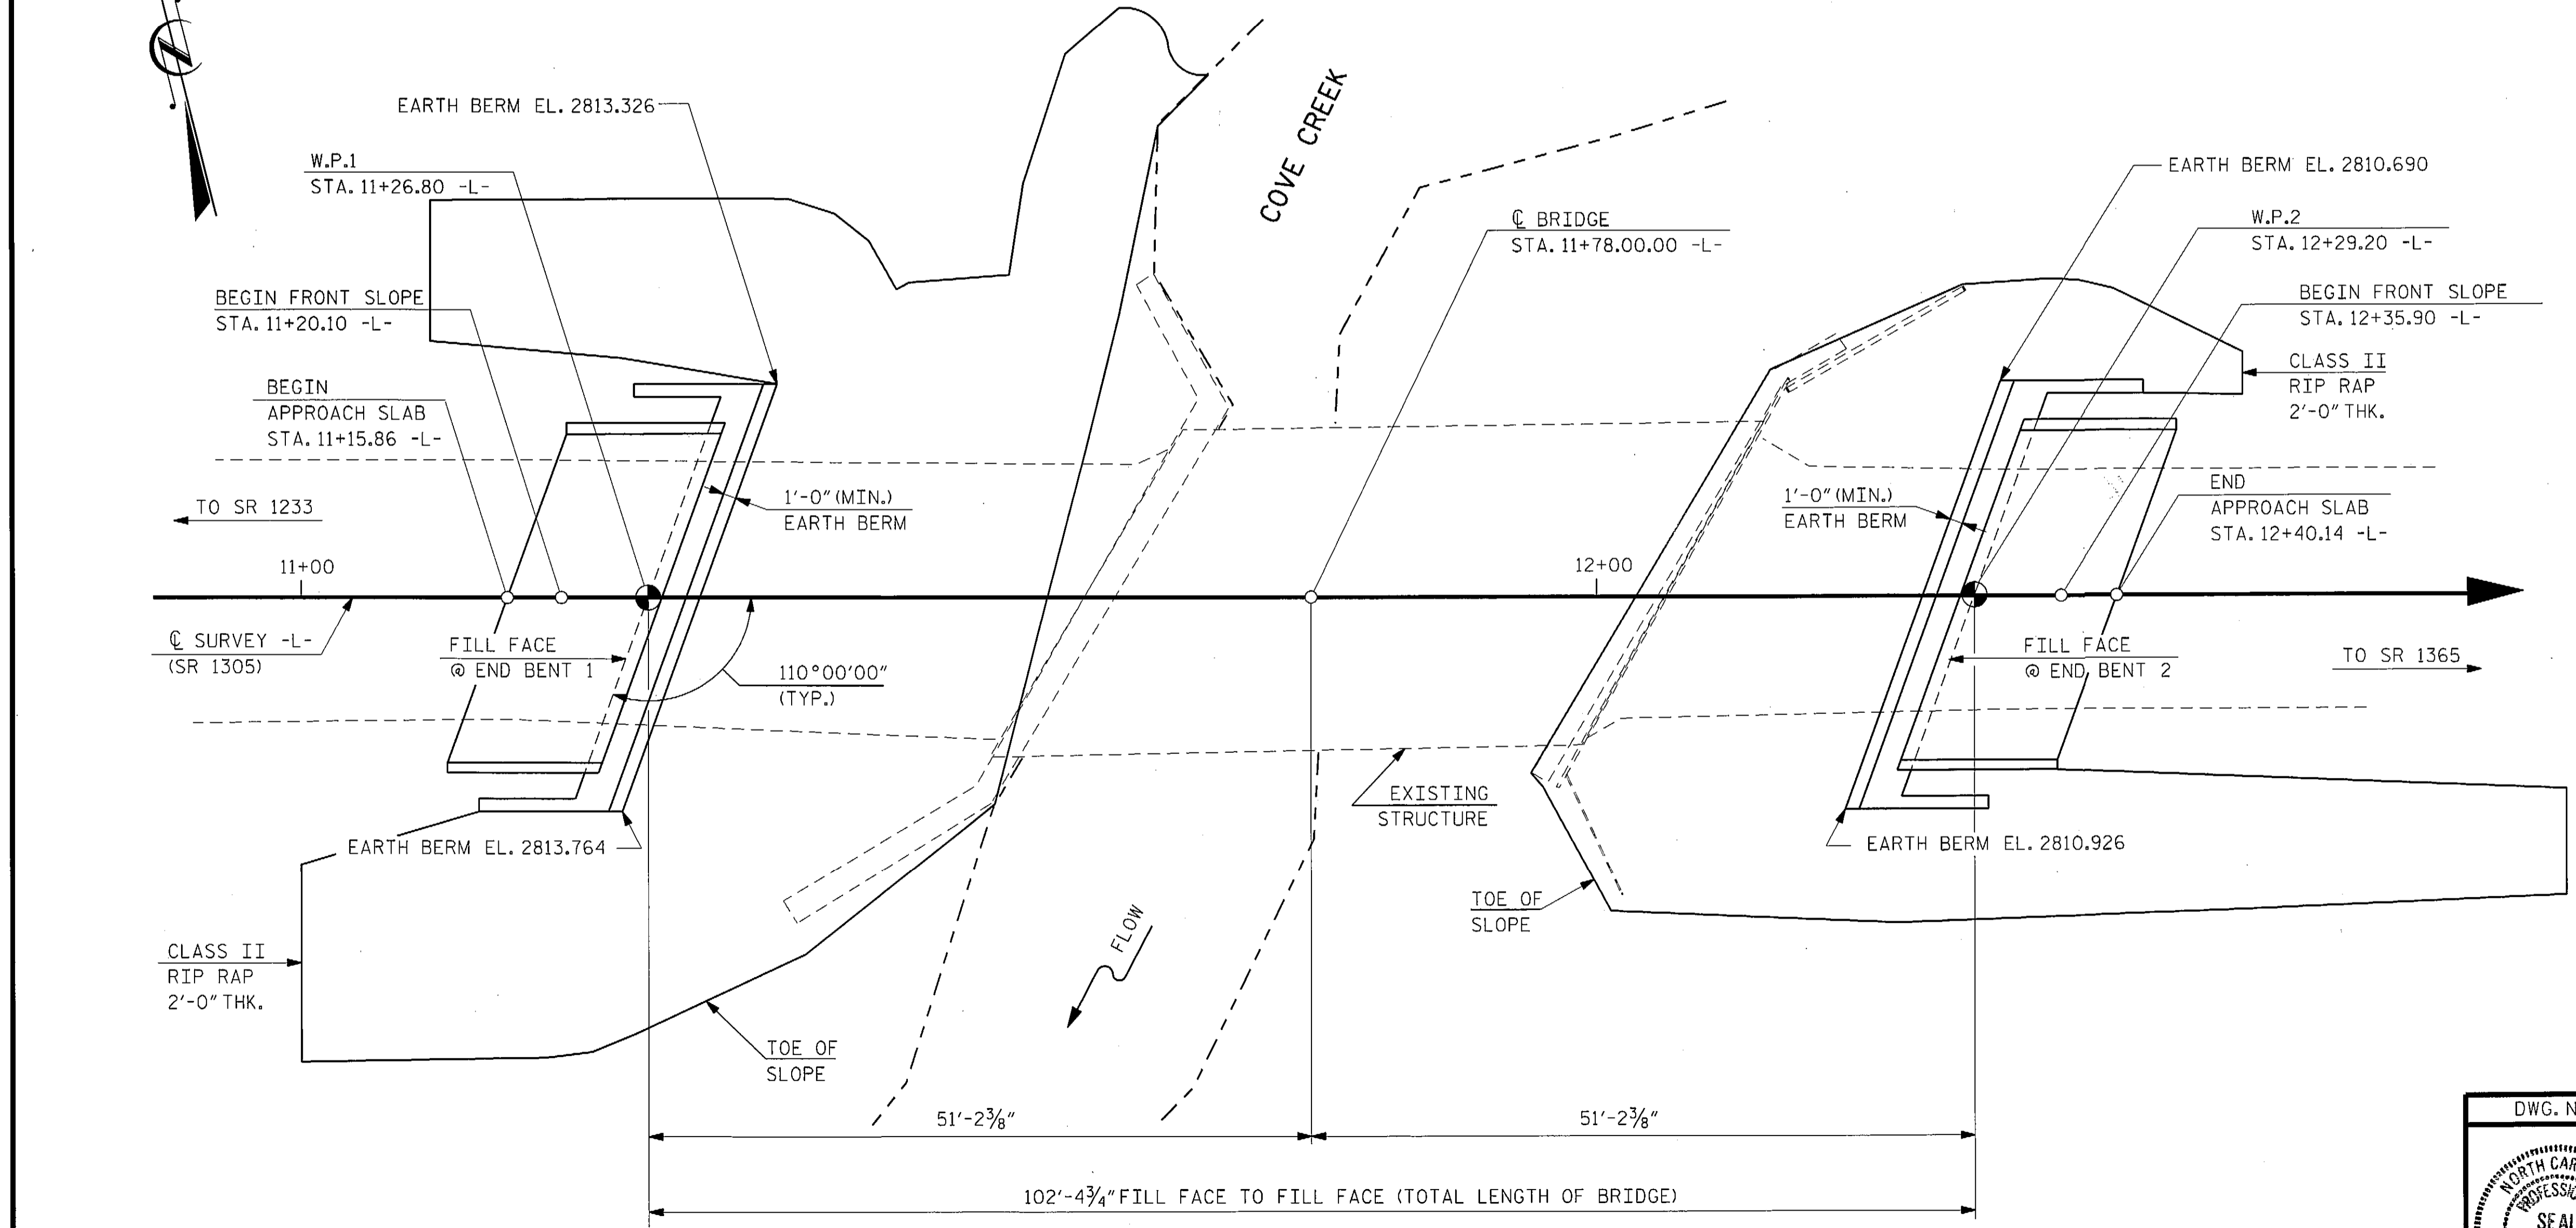 EARTH BERM EL. 2813.326
W.P.1
STA. 11+26.80 -L-
BEGIN FRONT SLOPE
STA. 11+20.10 -L-
BEGIN
APPROACH SLAB
STA. 11+15.86 -L-
COVE CREEK
℄ BRIDGE
STA. 11+78.00.00 -L-
EARTH BERM EL. 2810.690
W.P.2
STA. 12+29.20 -L-
BEGIN FRONT SLOPE
STA. 12+35.90 -L-
CLASS II
RIP RAP
2'-0" THK.
END
APPROACH SLAB
STA. 12+40.14 -L-
TO SR 1233
1'-0" (MIN.)
EARTH BERM
1'-0" (MIN.)
EARTH BERM
11+00
12+00
℄ SURVEY -L-
(SR 1305)
FILL FACE
@ END BENT 1
110°00'00"
(TYP.)
FILL FACE
@ END BENT 2
TO SR 1365
EXISTING
STRUCTURE
EARTH BERM EL. 2813.764
EARTH BERM EL. 2810.926
TOE OF
SLOPE
FLOW
CLASS II
RIP RAP
2'-0" THK.
TOE OF
SLOPE
51'-2⅜"
51'-2⅜"
102'-4¾" FILL FACE TO FILL FACE (TOTAL LENGTH OF BRIDGE)
DWG. N
NORTH CAR
PROFESSI
SEAL